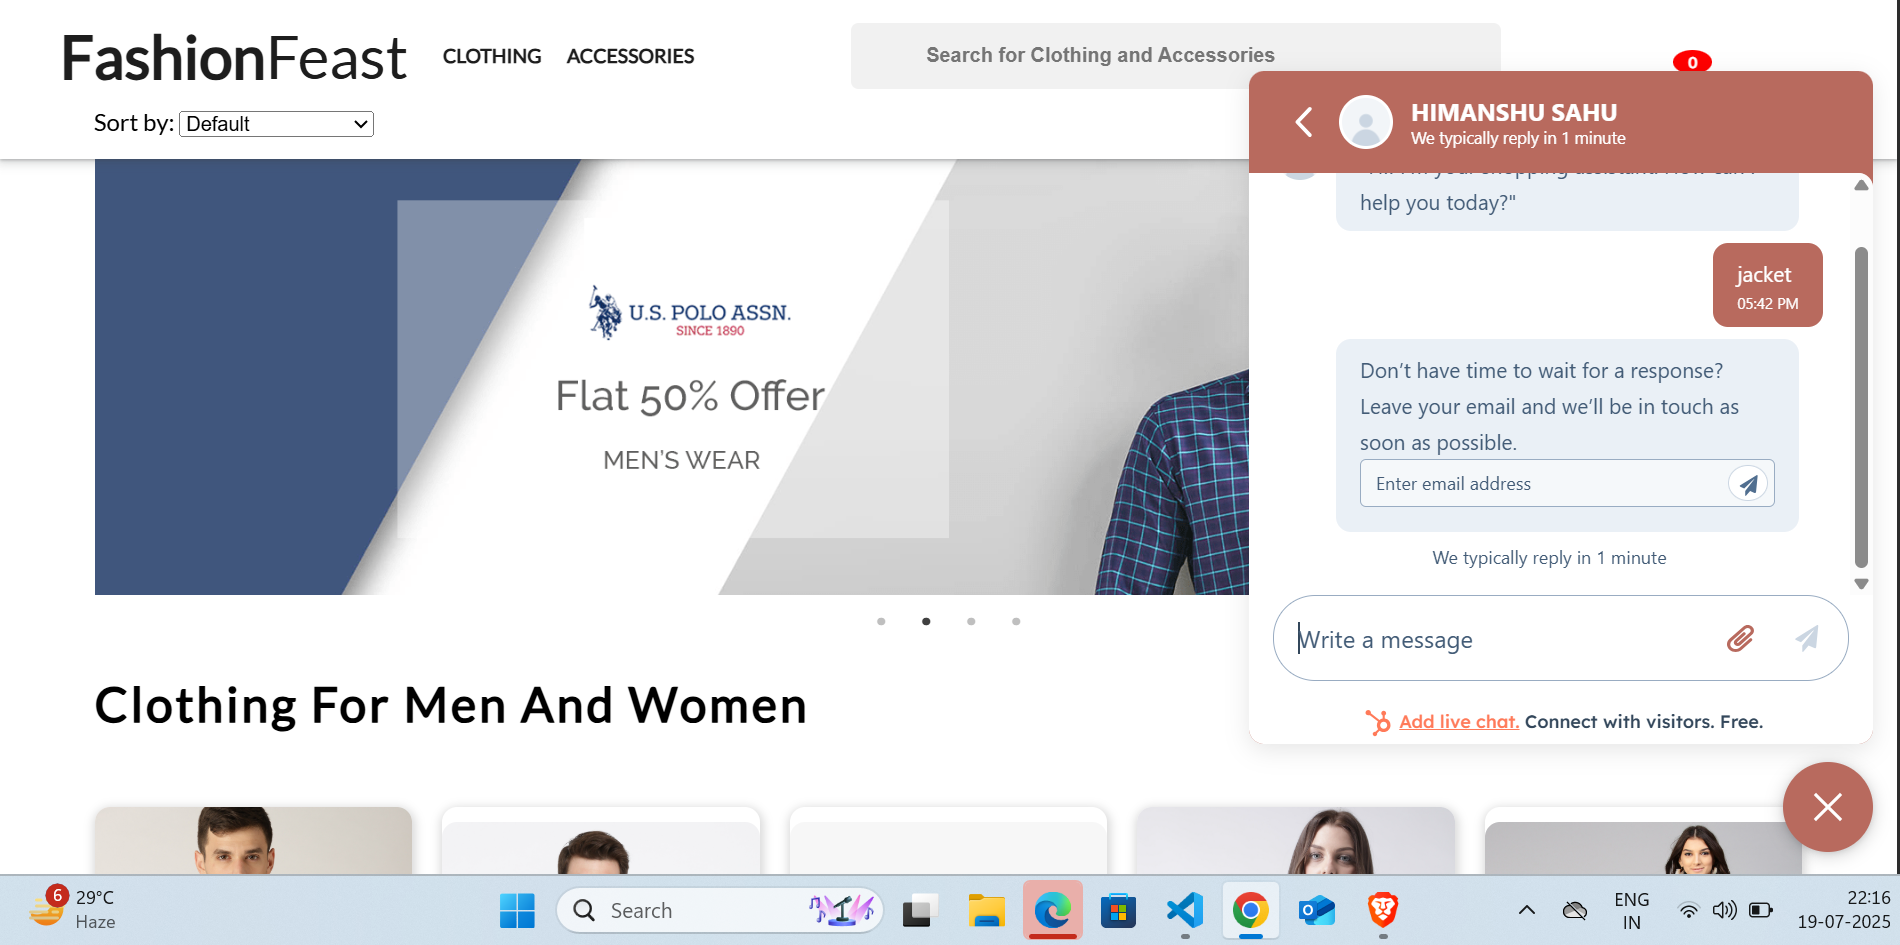 FashionFeast
CLOTHING
ACCESSORIES
Search for Clothing and Accessories
0
Sort by: Default
U.S. POLO ASSN.
SINCE 1890
Flat 50% Offer
MEN'S WEAR
Clothing For Men And Women
HIMANSHU SAHU
We typically reply in 1 minute
help you today?"
jacket
05:42 PM
Don’t have time to wait for a response?
Leave your email and we’ll be in touch as
soon as possible.
Enter email address
We typically reply in 1 minute
Write a message
Add live chat. Connect with visitors. Free.
6
29°C
Haze
Search
ENG
IN
22:16
19-07-2025